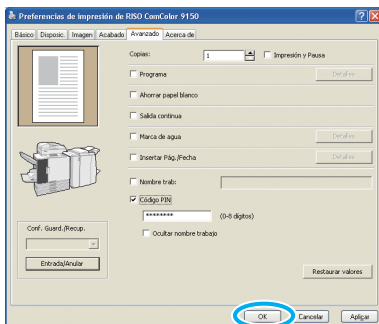 Preferencias de impresión de RISO ComColor 9150
Básico Disposic. Imagen Acabado Avanzado Acerca de
Copias: 1 Impresión y Pausa
Programa Detalles
Ahorrar papel blanco
Salida continua
Marca de agua Detalles
Insertar Pág./Fecha Detalles
Nombre trab:
Código PIN
******** (0-8 dígitos)
Ocultar nombre trabajo
Conf. Guard./Recup.
Entrada/Anular
Restaurar valores
OK Cancelar Aplicar